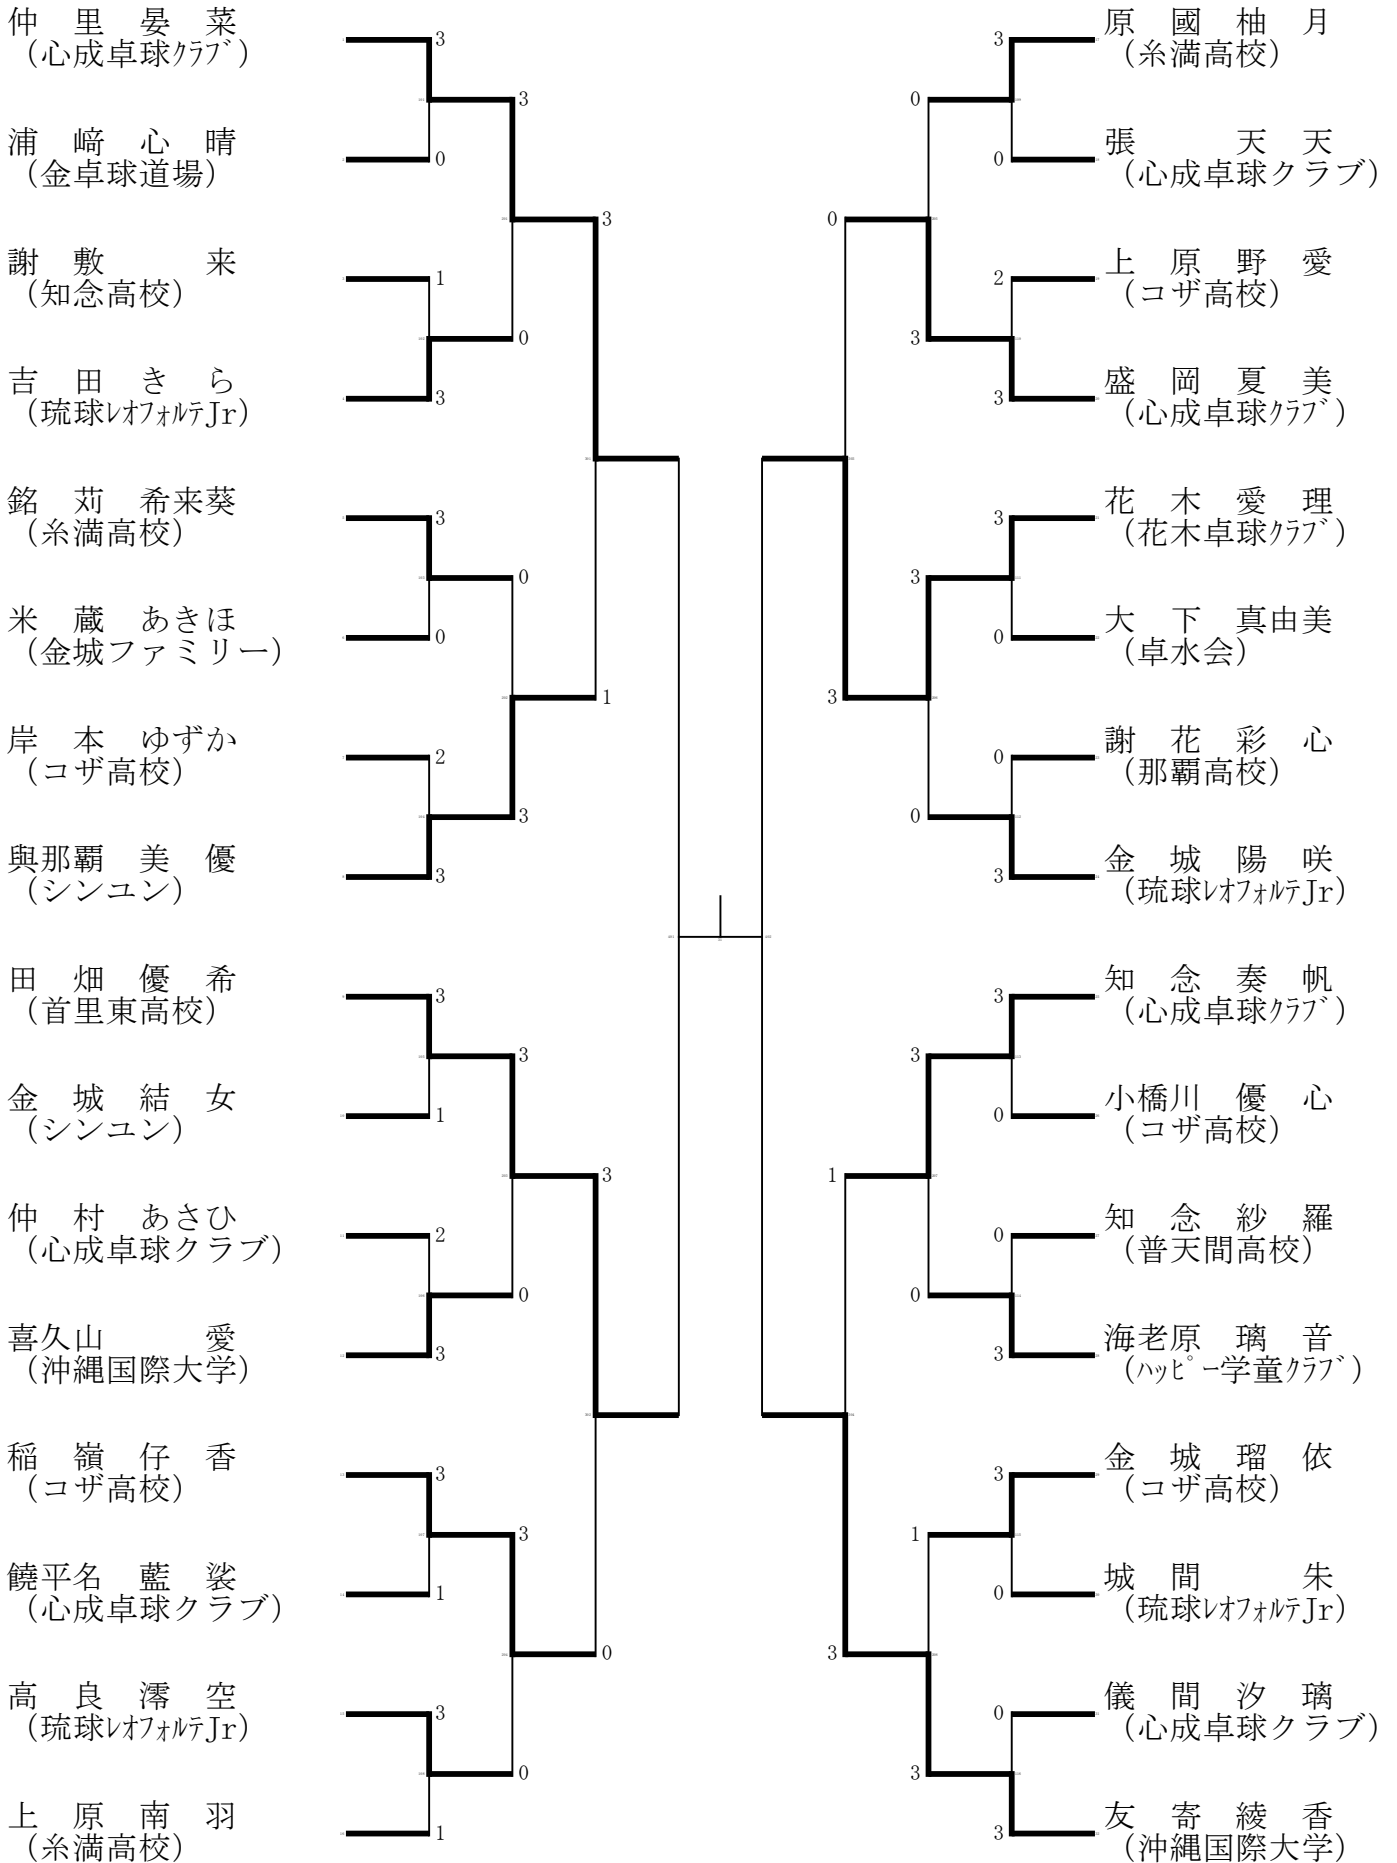 仲　里　晏　菜
（心成卓球ｸﾗﾌﾞ）
3
3
浦　﨑　心　晴
（金卓球道場）
0
3
謝　敷　　　来
（知念高校）
1
0
吉　田　き　ら
（琉球ﾚｵﾌｫﾙﾃJr）
3
銘　苅　希来葵
（糸満高校）
3
0
米　蔵　あきほ
（金城ファミリー）
0
1
岸　本　ゆずか
（コザ高校）
2
3
與那覇　美　優
（シンユン）
3
田　畑　優　希
（首里東高校）
3
3
金　城　結　女
（シンユン）
1
3
仲　村　あさひ
（心成卓球クラブ）
2
0
喜久山　　　愛
（沖縄国際大学）
3
稲　嶺　仔　香
（コザ高校）
3
3
饒平名　藍　裟
（心成卓球クラブ）
1
0
高　良　澪　空
（琉球ﾚｵﾌｫﾙﾃJr）
3
0
上　原　南　羽
（糸満高校）
1
原　國　柚　月
（糸満高校）
3
0
張　　　天　天
（心成卓球クラブ）
0
0
上　原　野　愛
（コザ高校）
2
3
盛　岡　夏　美
（心成卓球ｸﾗﾌﾞ）
3
花　木　愛　理
（花木卓球ｸﾗﾌﾞ）
3
3
大　下　真由美
（卓水会）
0
3
謝　花　彩　心
（那覇高校）
0
0
金　城　陽　咲
（琉球ﾚｵﾌｫﾙﾃJr）
3
知　念　奏　帆
（心成卓球ｸﾗﾌﾞ）
3
3
小橋川　優　心
（コザ高校）
0
1
知　念　紗　羅
（普天間高校）
0
0
海老原　璃　音
（ﾊｯﾋﾟｰ学童ｸﾗﾌﾞ）
3
金　城　瑠　依
（コザ高校）
3
1
城　間　　　朱
（琉球ﾚｵﾌｫﾙﾃJr）
0
3
儀　間　汐　璃
（心成卓球クラブ）
0
3
友　寄　綾　香
（沖縄国際大学）
3